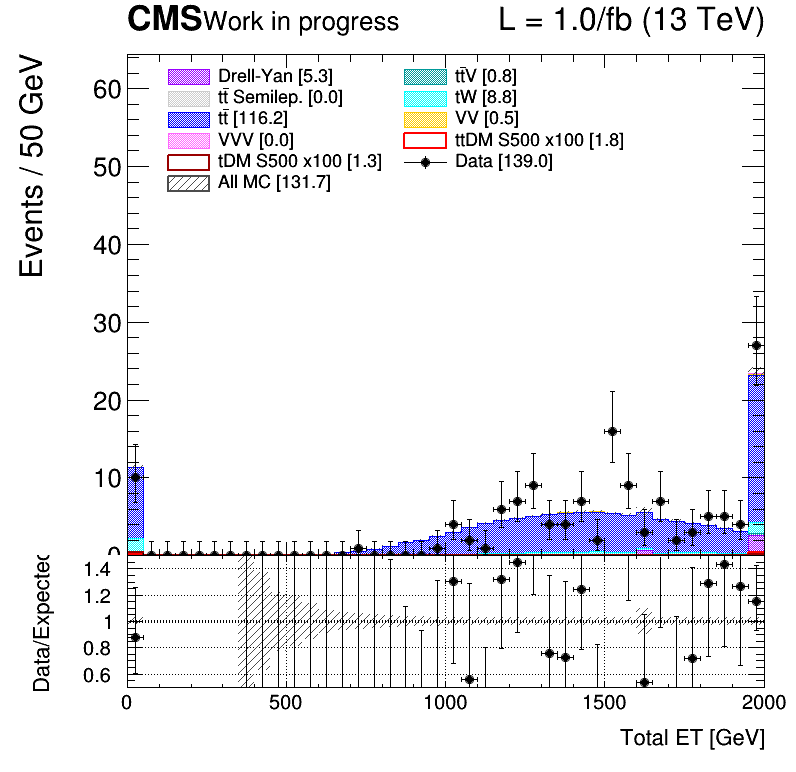 CMS Work in progress L = 1.0/fb (13 TeV)
Events / 50 GeV
Drell-Yan [5.3] tt̄V [0.8]
tt̄ Semilep. [0.0] tW [8.8]
tt̄ [116.2] VV [0.5]
VVV [0.0] ttDM S500 x100 [1.8]
tDM S500 x100 [1.3] Data [139.0]
All MC [131.7]
60
50
40
30
20
10
0
Data/Expected
1.4
1.2
1
0.8
0.6
0 500 1000 1500 2000
Total ET [GeV]